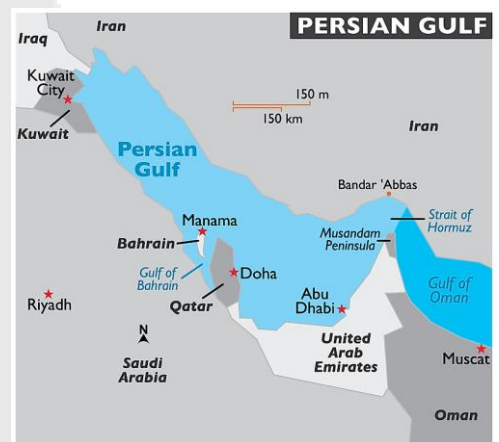 PERSIAN GULF
Iran
Iraq
Kuwait
City
Kuwait
150 m
150 km
Iran
Persian
Gulf
Bandar 'Abbas
Strait of
Hormuz
Manama
Musandam
Peninsula
Bahrain
Gulf of
Bahrain
Doha
Gulf of
Oman
Riyadh
Qatar
Abu
Dhabi
N
United
Arab
Emirates
Saudi
Arabia
Muscat
Oman